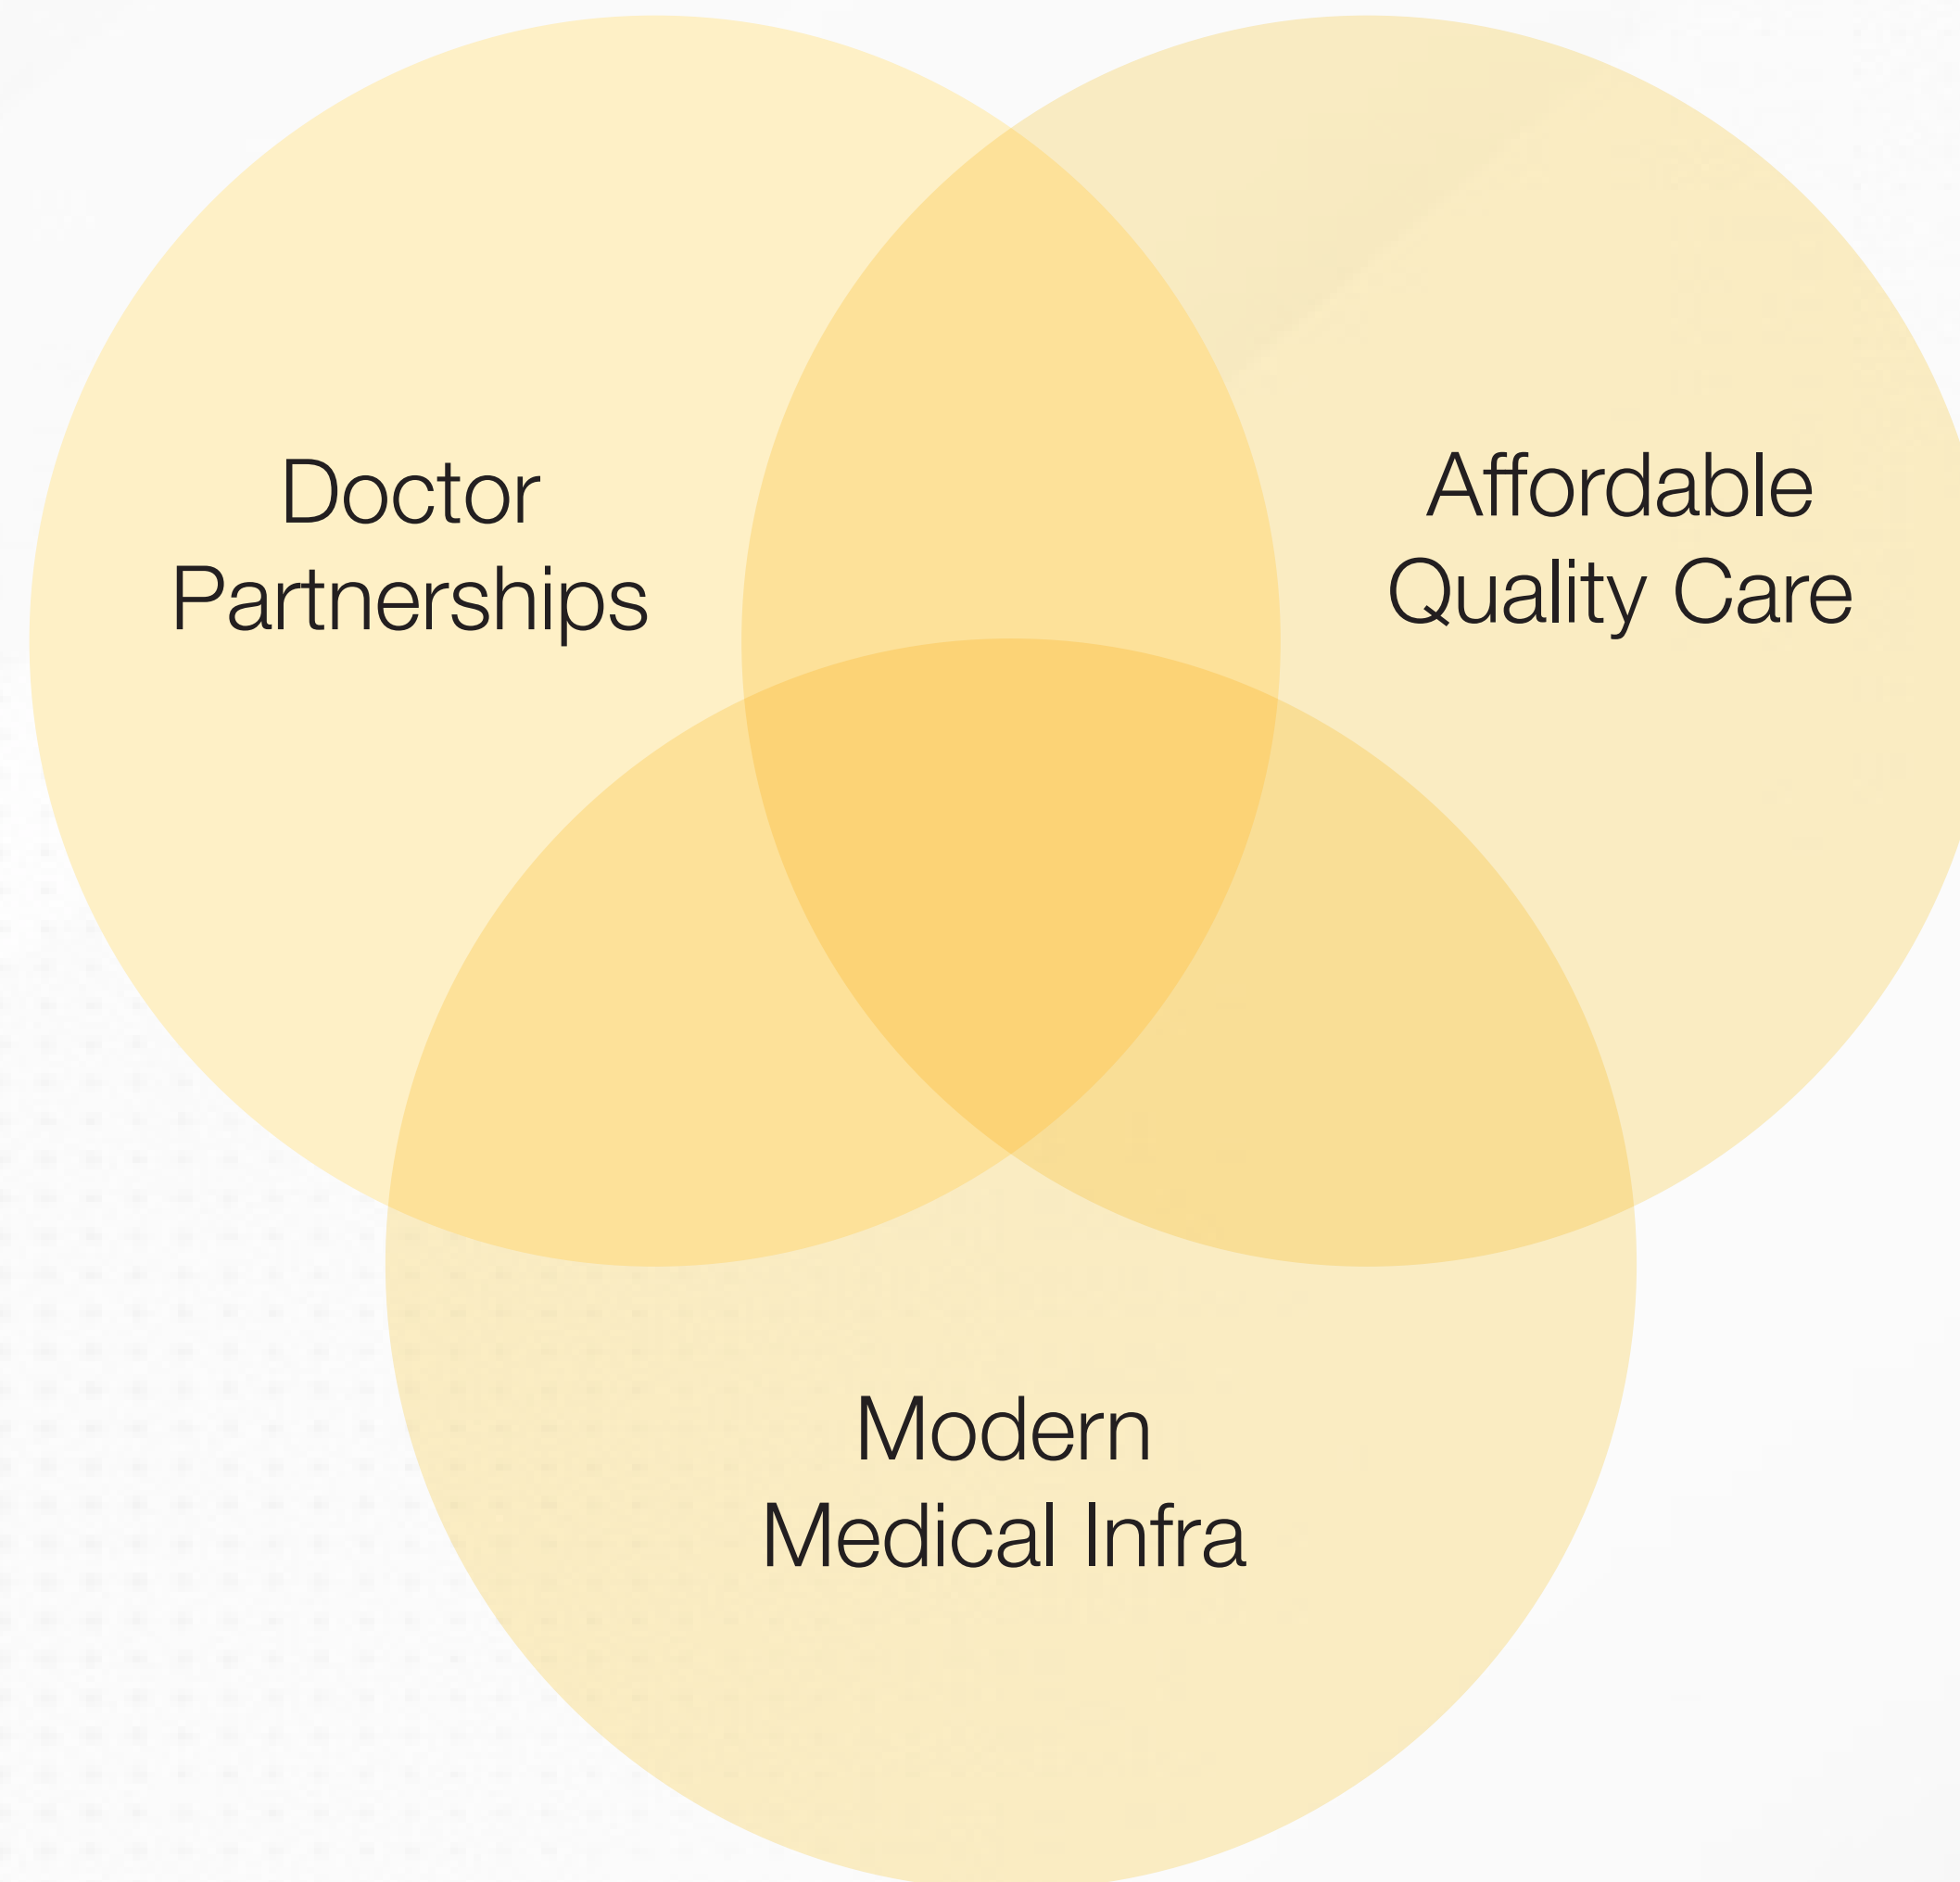 Doctor
Partnerships
Affordable
Quality Care
Modern
Medical Infra